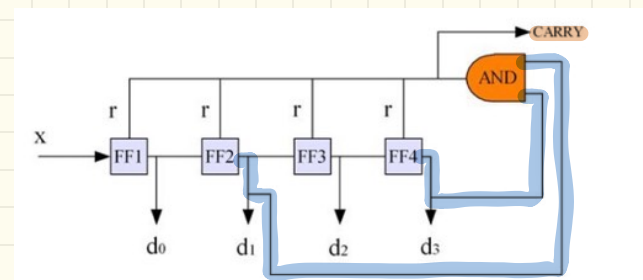 CARRY
AND
r r r r
X
FF1 FF2 FF3 FF4
d0 d1 d2 d3